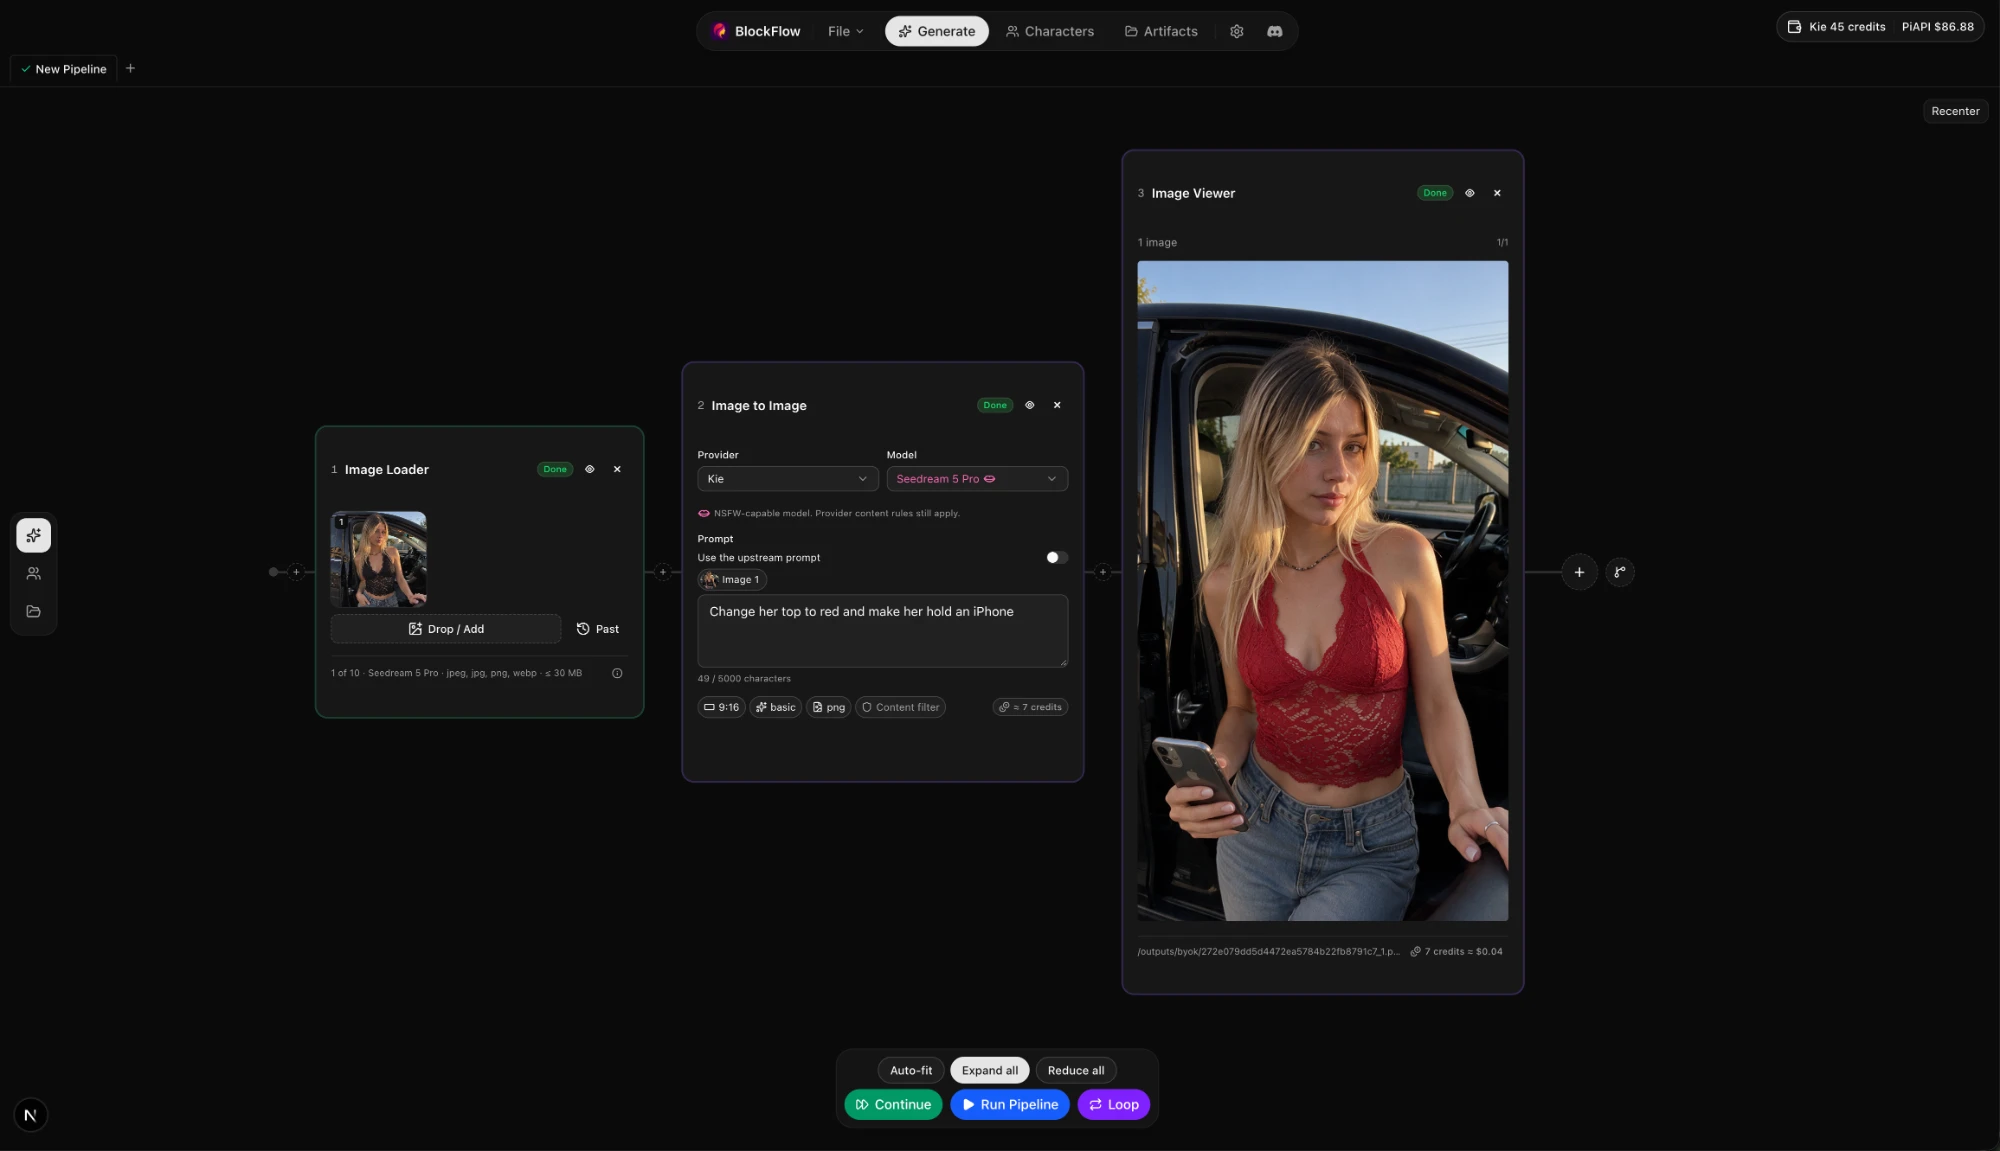 BlockFlow
File
Generate
Characters
Artifacts
Kie 45 credits
PiAPI $86.88
New Pipeline
Recenter
1 Image Loader
Done
1
Drop / Add
Past
1 of 10 · Seedream 5 Pro · jpeg, jpg, png, webp · ≤ 30 MB
2 Image to Image
Done
Provider
Model
Kie
Seedream 5 Pro
NSFW-capable model. Provider content rules still apply.
Prompt
Use the upstream prompt
Image 1
Change her top to red and make her hold an iPhone
49 / 5000 characters
9:16
basic
png
Content filter
≈ 7 credits
3 Image Viewer
Done
1 image
1/1
/outputs/byok/272e079dd5d4472ea5784b22fb8791c7_1.p...
7 credits ≈ $0.04
Auto-fit
Expand all
Reduce all
Continue
Run Pipeline
Loop
N